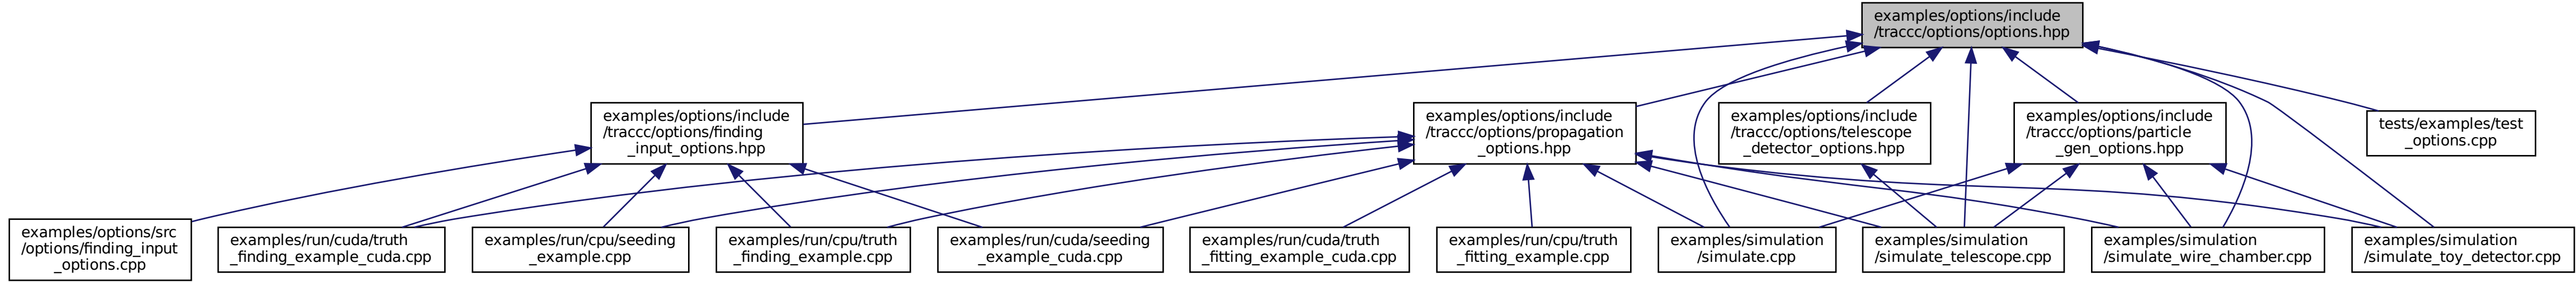 examples/options/include
/traccc/options/options.hpp
examples/options/include
/traccc/options/finding
_input_options.hpp
examples/options/include
/traccc/options/propagation
_options.hpp
examples/options/include
/traccc/options/telescope
_detector_options.hpp
examples/options/include
/traccc/options/particle
_gen_options.hpp
tests/examples/test
_options.cpp
examples/options/src
/options/finding_input
_options.cpp
examples/run/cuda/truth
_finding_example_cuda.cpp
examples/run/cpu/seeding
_example.cpp
examples/run/cpu/truth
_finding_example.cpp
examples/run/cuda/seeding
_example_cuda.cpp
examples/run/cuda/truth
_fitting_example_cuda.cpp
examples/run/cpu/truth
_fitting_example.cpp
examples/simulation
/simulate.cpp
examples/simulation
/simulate_telescope.cpp
examples/simulation
/simulate_wire_chamber.cpp
examples/simulation
/simulate_toy_detector.cpp